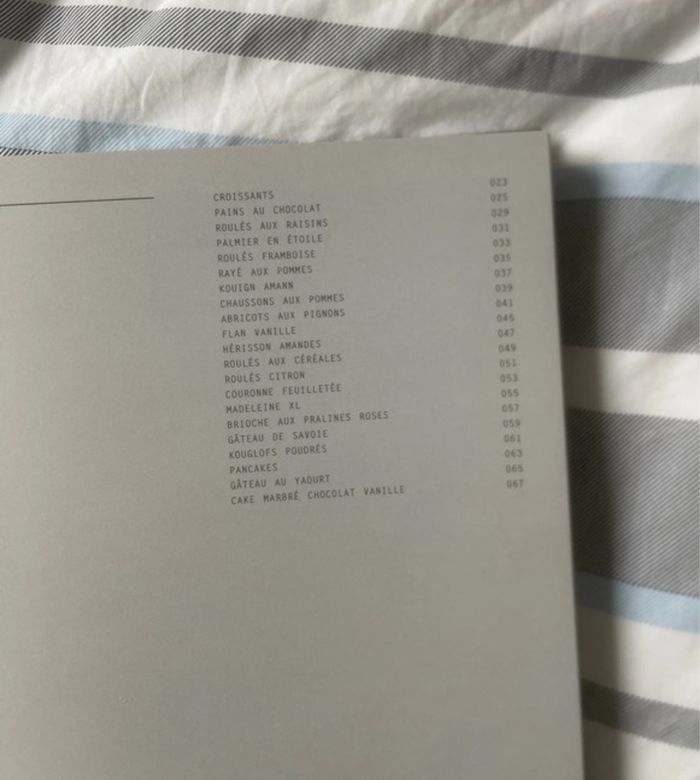 CROISSANTS 023
PAINS AU CHOCOLAT 025
ROULÉS AUX RAISINS 029
PALMIER EN ÉTOILE 031
ROULÉS FRAMBOISE 033
RAYÉ AUX POMMES 035
KOUIGN AMANN 037
CHAUSSONS AUX POMMES 039
ABRICOTS AUX PIGNONS 041
FLAN VANILLE 045
HÉRISSON AMANDES 047
ROULÉS AUX CÉRÉALES 049
ROULÉS CITRON 051
COURONNE FEUILLETÉE 053
MADELEINE XL 055
BRIOCHE AUX PRALINES ROSES 057
GÂTEAU DE SAVOIE 059
KOUGLOFS POUDRÉS 061
PANCAKES 063
GÂTEAU AU YAOURT 065
CAKE MARBRÉ CHOCOLAT VANILLE 067